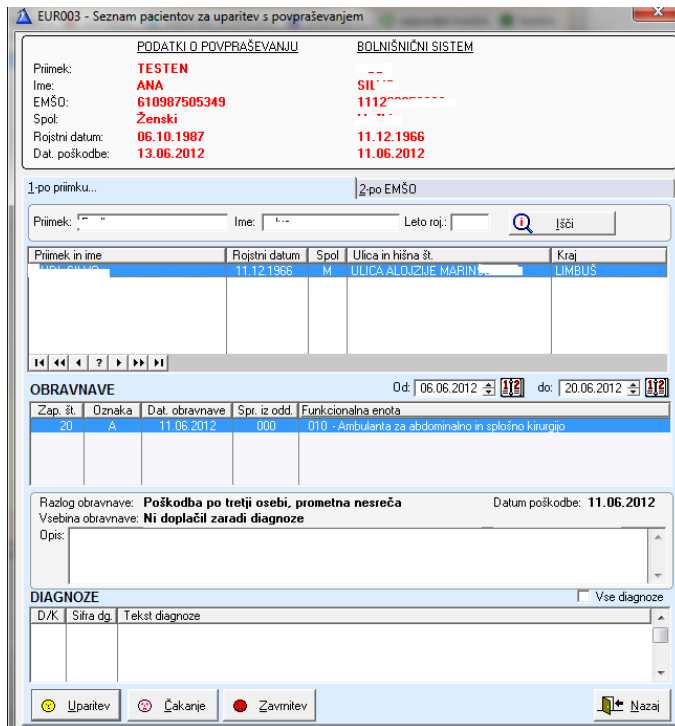 EUR003 - Seznam pacientov za uparitev s povpraševanjem
PODATKI O POVPRAŠEVANJU BOLNIŠNIČNI SISTEM
Priimek: TESTEN
Ime: ANA
EMŠO: 610987505349
Spol: Ženski
Rojstni datum: 06.10.1987 11.12.1966
Dat. poškodbe: 13.06.2012 11.06.2012
1-po priimku... 2-po EMŠO
Priimek: Ime: Leto roj.: Išči
Priimek in ime Rojstni datum Spol Ulica in hišna št. Kraj
11.12.1966 M ULICA ALOJZIJE LIMBUŠ
OBRAVNAVE Od: 06.06.2012 do: 20.06.2012
Zap. št. Oznaka Dat. obravnave Spr. iz odd. Funkcionalna enota
20 A 11.06.2012 000 010 - Ambulanta za abdominalno in splošno kirurgijo
Razlog obravnave: Poškodba po tretji osebi, prometna nesreča Datum poškodbe: 11.06.2012
Vsebina obravnave: Ni doplačil zaradi diagnoze
Opis:
DIAGNOZE Vse diagnoze
D/K Sifra dg. Tekst diagnoze
Uparitev Čakanje Zavrnitev Nazaj